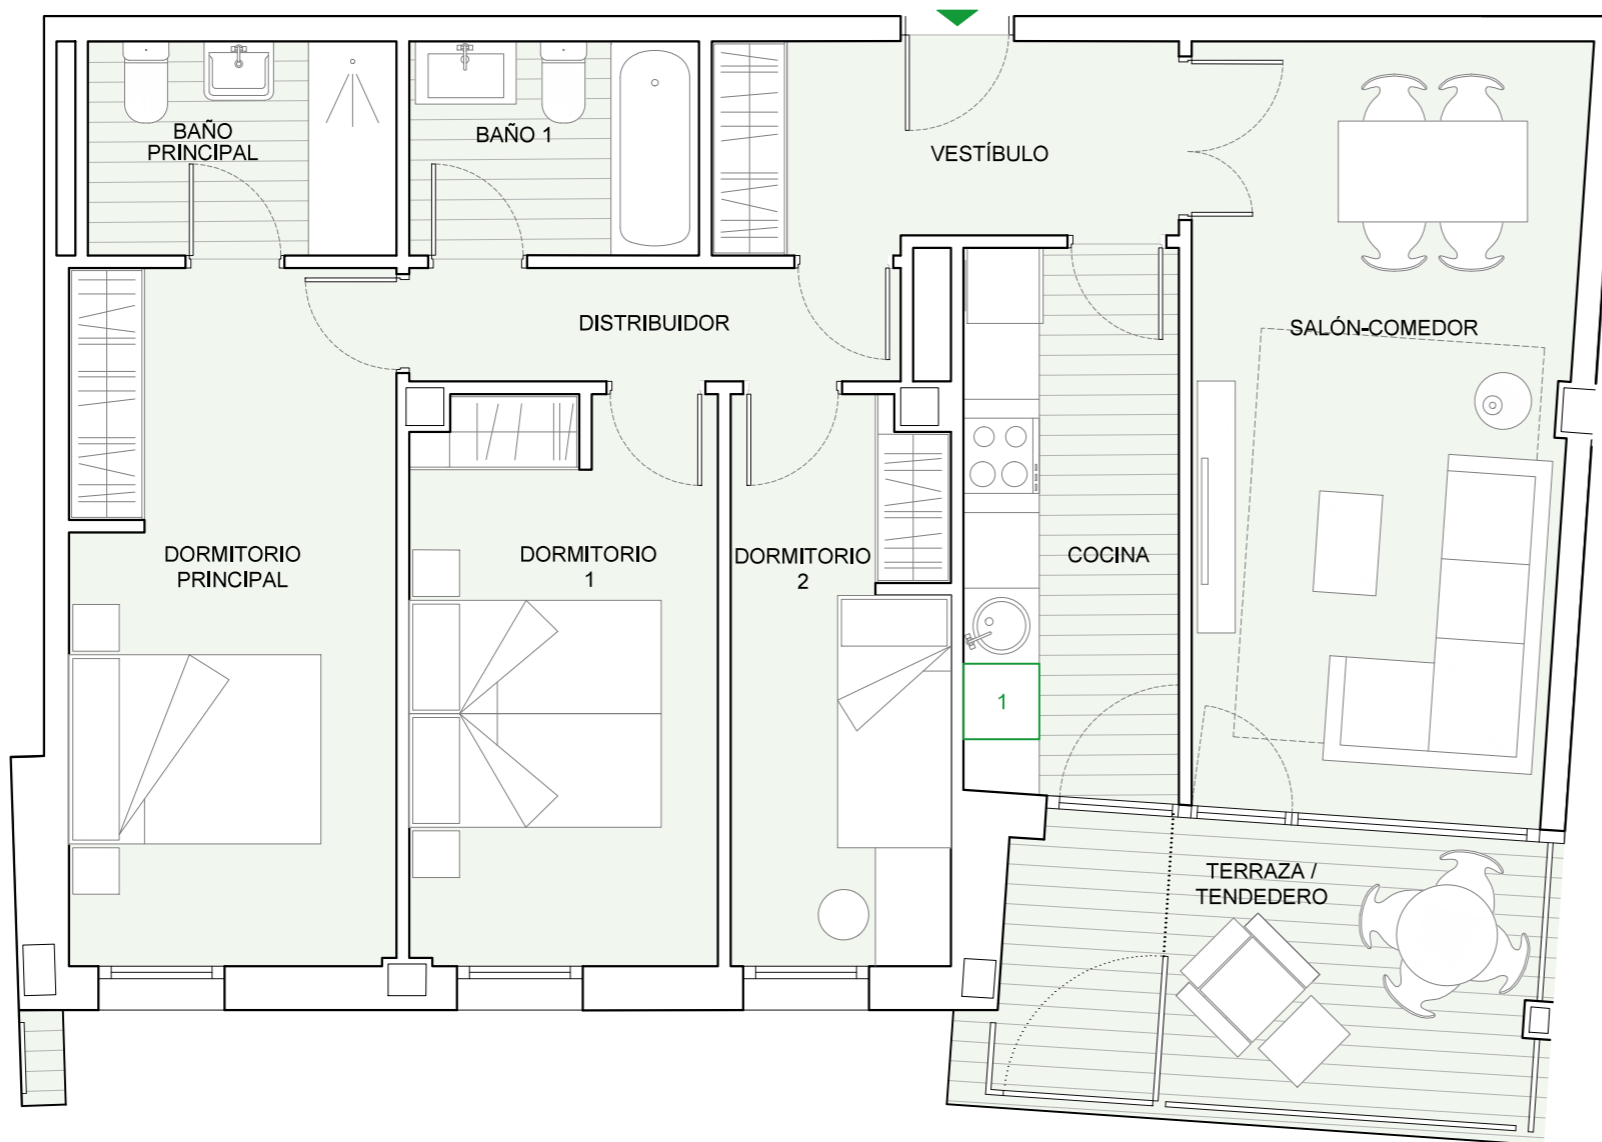 BAÑO
PRINCIPAL
BAÑO 1
VESTÍBULO
DISTRIBUIDOR
SALÓN-COMEDOR
DORMITORIO
PRINCIPAL
DORMITORIO
1
DORMITORIO
2
COCINA
1
TERRAZA /
TENDEDERO